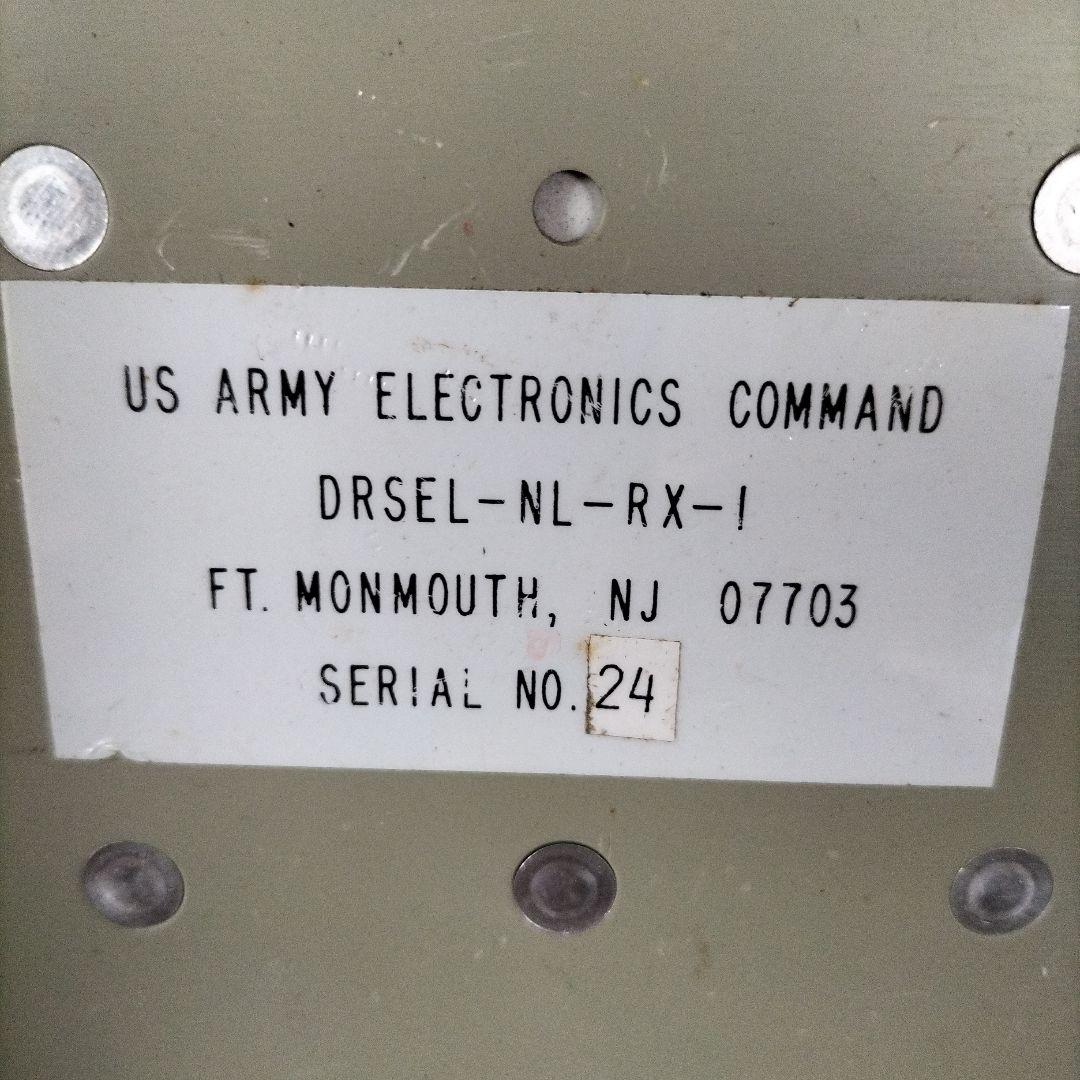 US ARMY ELECTRONICS COMMAND
DRSEL-NL-RX-1
FT. MONMOUTH, NJ 07703
SERIAL NO. 24